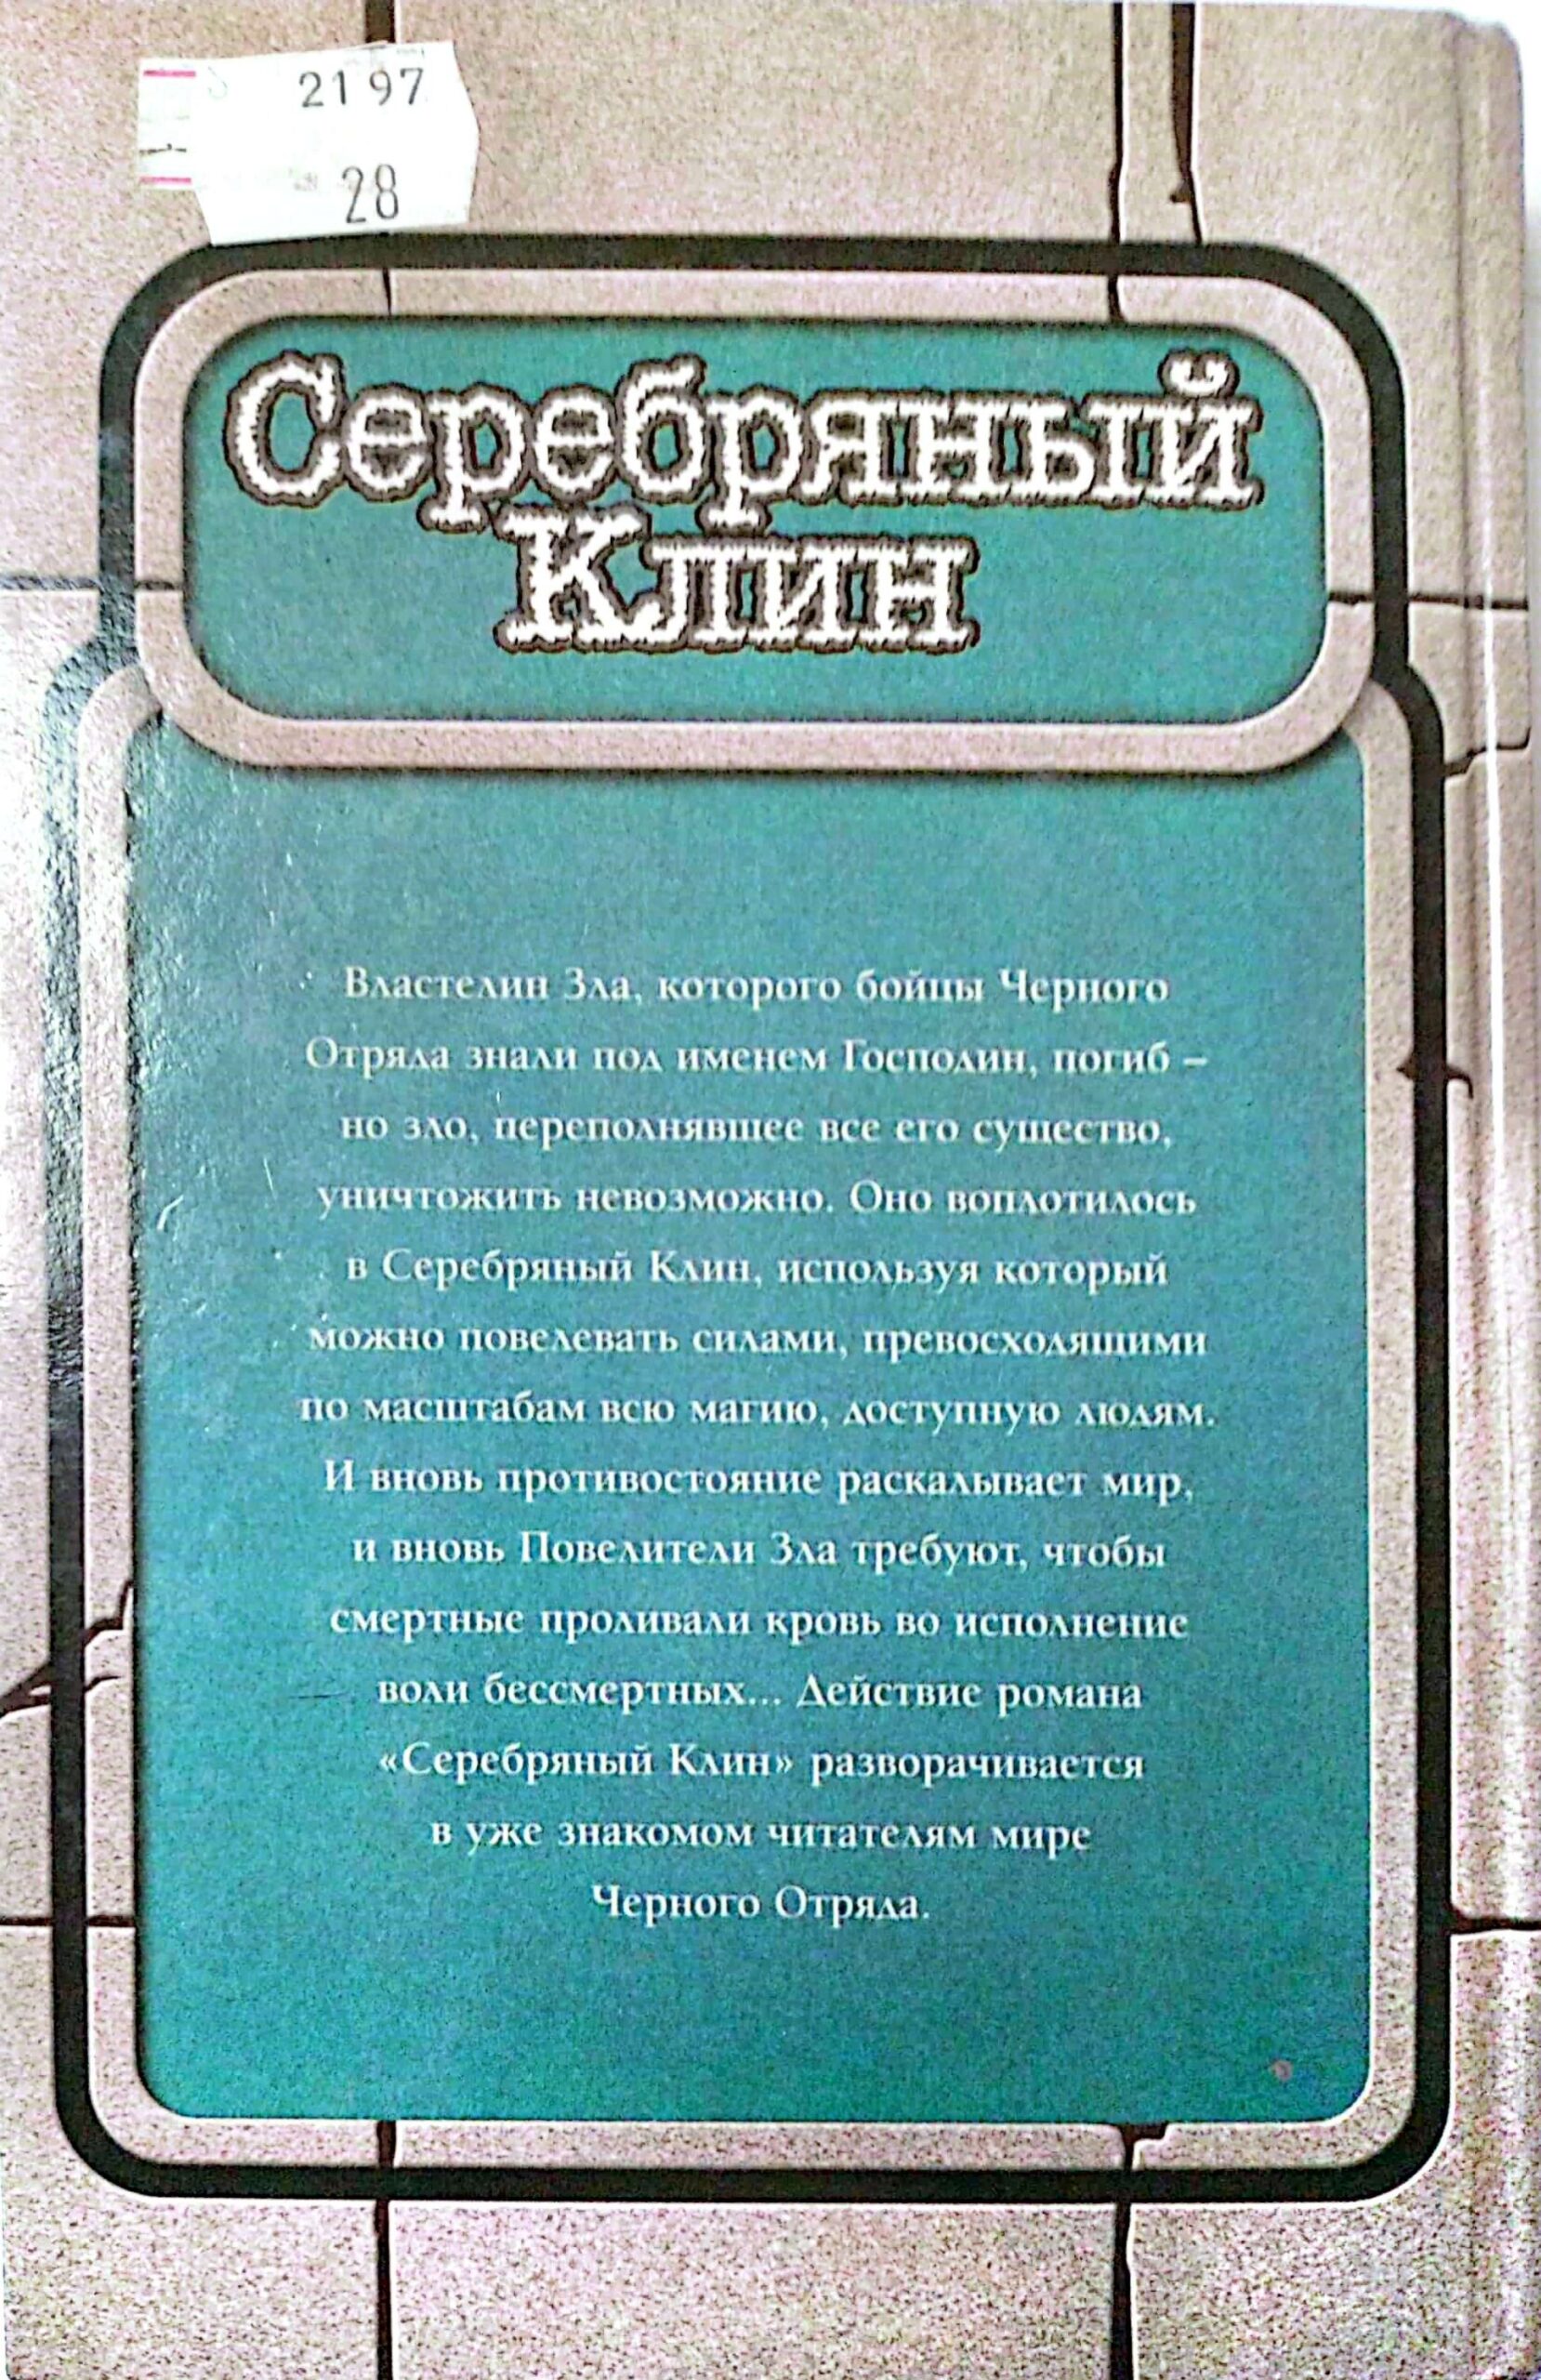 2197
28
Серебряный
Клин
Властелин Зла, которого бойцы Черного
Отряда знали под именем Господин, погиб –
но зло, переполнявшее все его существо,
уничтожить невозможно. Оно воплотилось
в Серебряный Клин, используя который
можно повелевать силами, превосходящими
по масштабам всю магию, доступную людям.
И вновь противостояние раскалывает мир,
и вновь Повелители Зла требуют, чтобы
смертные проливали кровь во исполнение
воли бессмертных... Действие романа
«Серебряный Клин» разворачивается
в уже знакомом читателям мире
Черного Отряда.